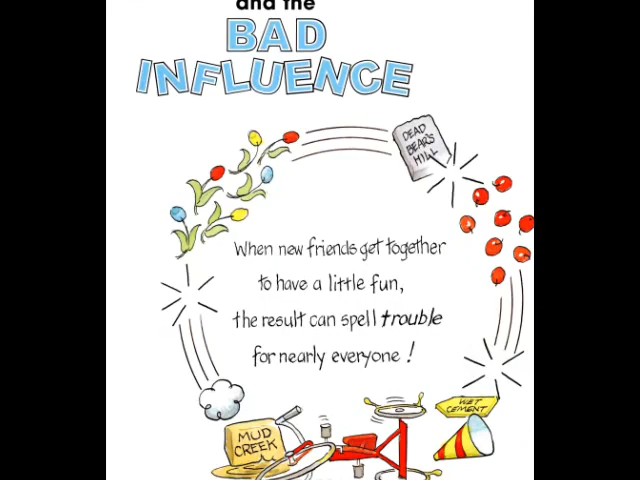 and the
BAD
INFLUENCE
DEAD
BEAR'S
HILL
When new friends get together
to have a little fun,
the result can spell trouble
for nearly everyone!
WET
CEMENT
MUD
CREEK